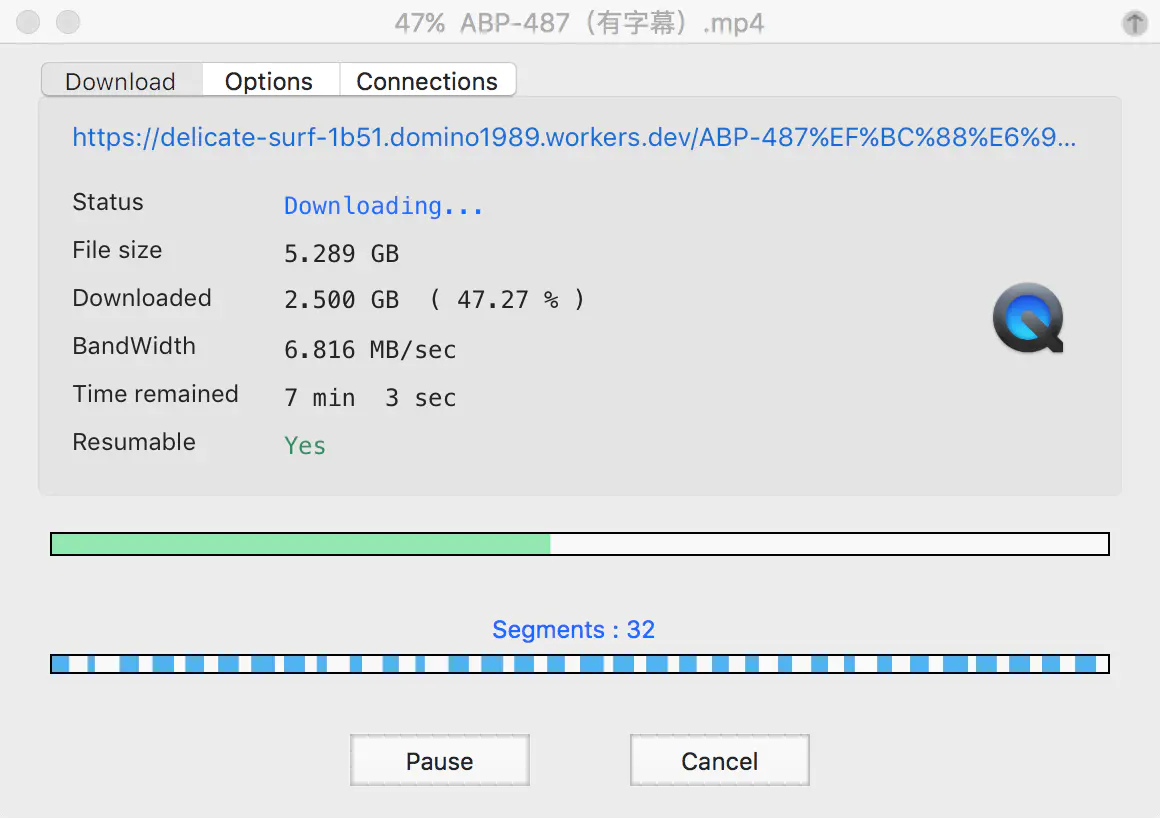 47% ABP-487（有字幕）.mp4
Download Options Connections
https://delicate-surf-1b51.domino1989.workers.dev/ABP-487%EF%BC%88%E6%9...
Status Downloading...
File size 5.289 GB
Downloaded 2.500 GB ( 47.27 % )
BandWidth 6.816 MB/sec
Time remained 7 min 3 sec
Resumable Yes
Segments : 32
Pause Cancel